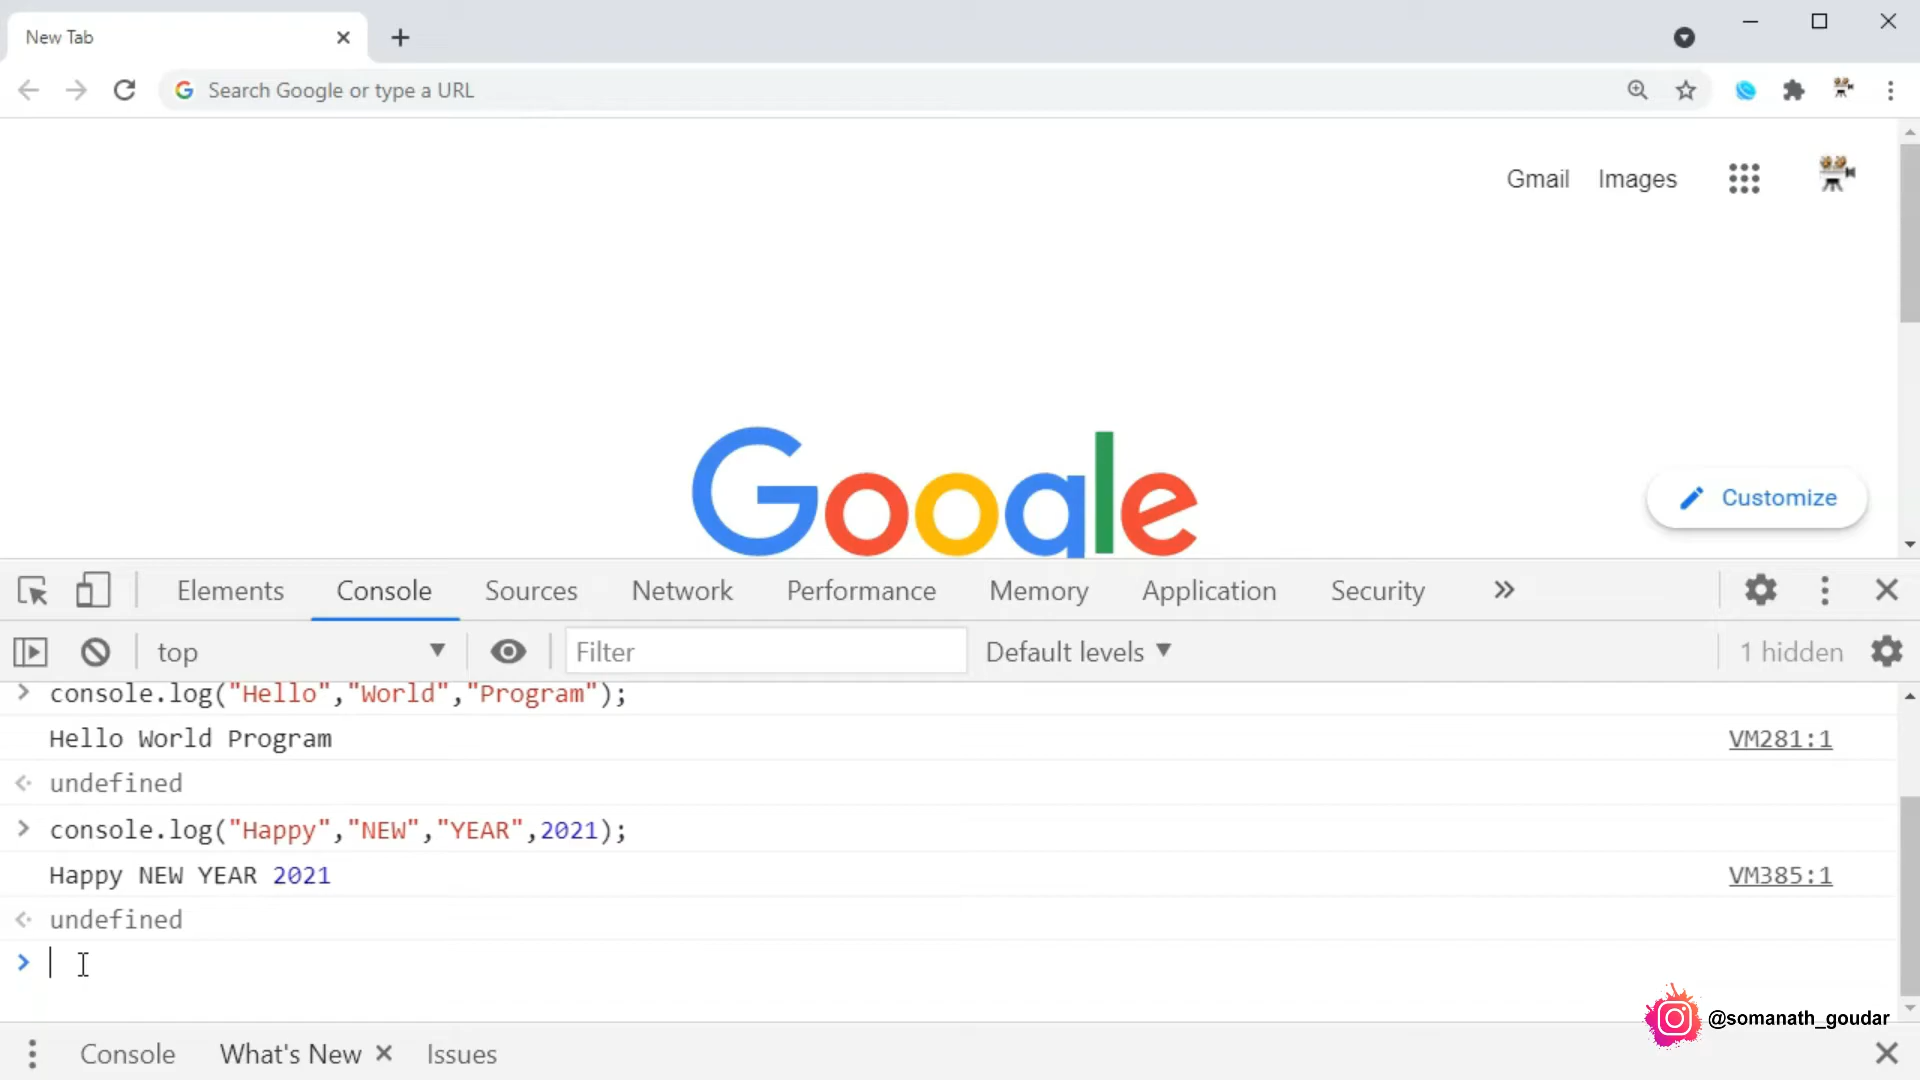 New Tab
Search Google or type a URL
Gmail Images
Google
Customize
Elements Console Sources Network Performance Memory Application Security
top Filter Default levels 1 hidden
console.log("Hello","World","Program");
Hello World Program VM281:1
undefined
console.log("Happy","NEW","YEAR",2021);
Happy NEW YEAR 2021 VM385:1
undefined
@somanath_goudar
Console What's New Issues